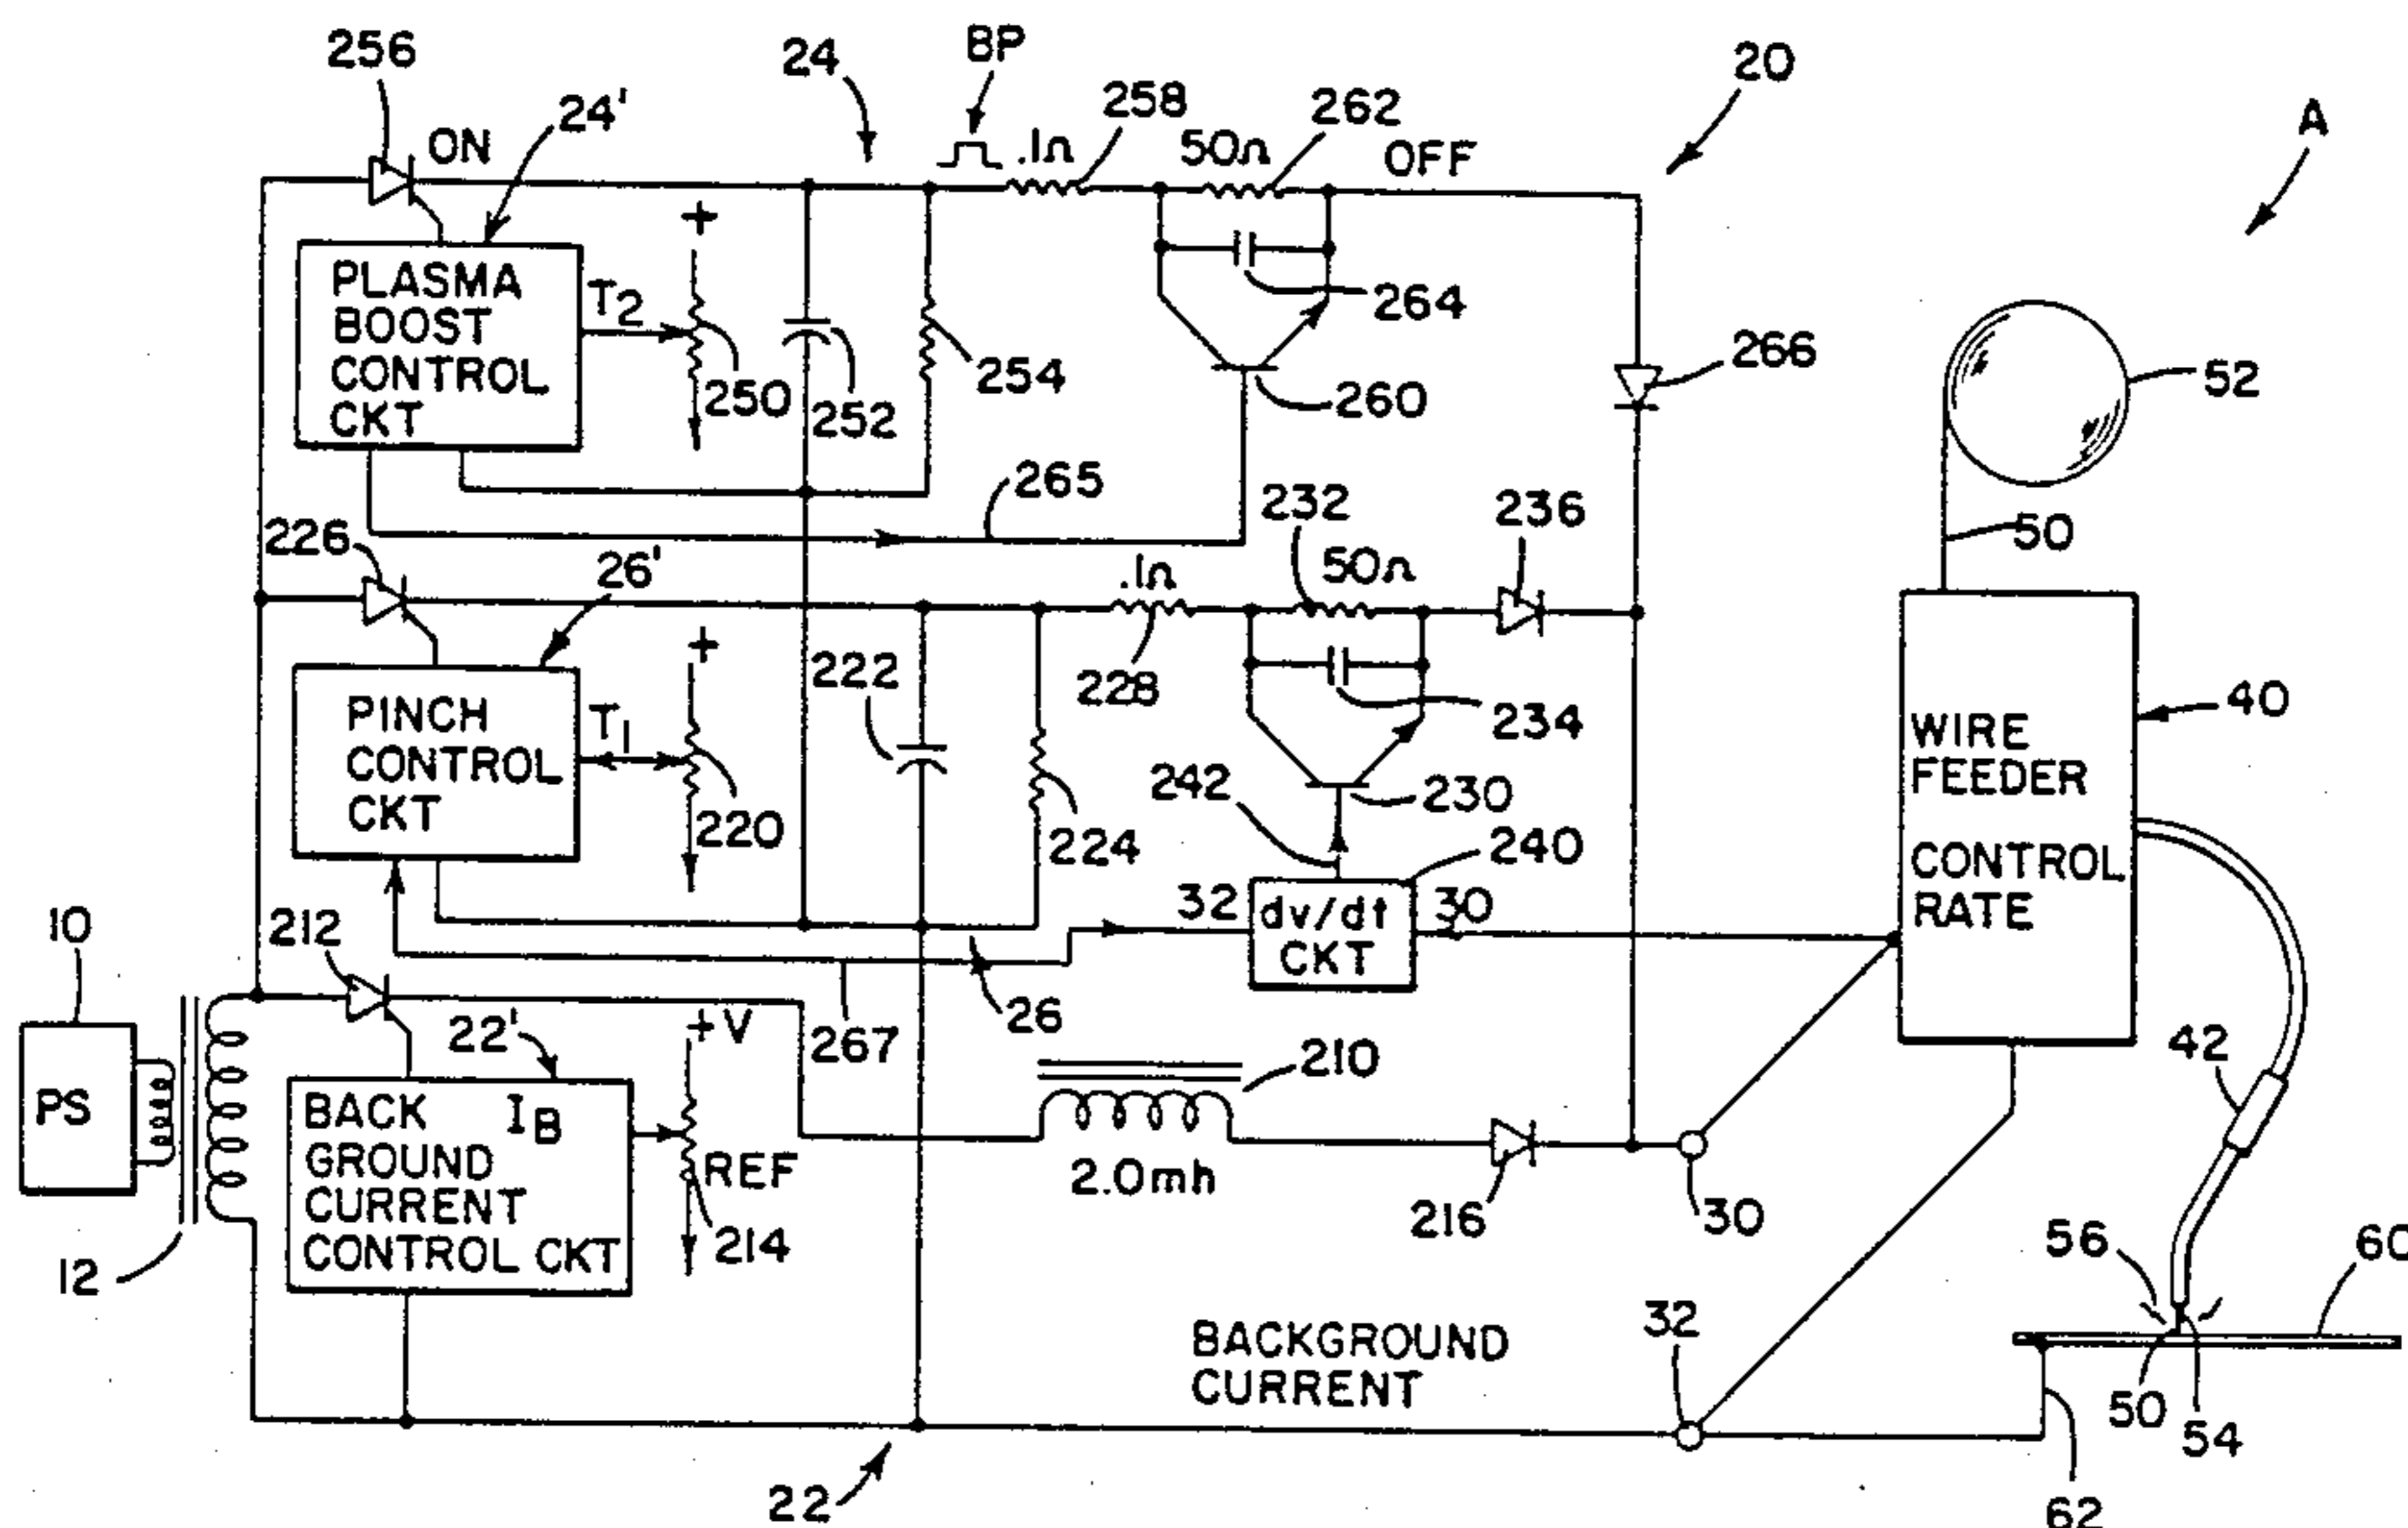 256
24'
ON
24
BP
258
262
20
A
.1Ω
50Ω
OFF
PLASMA
BOOST
CONTROL
CKT
T2
+
250
252
254
264
260
266
52
265
50
226
26'
232
236
.1Ω
50Ω
PINCH
CONTROL
CKT
T1
+
220
222
228
224
234
230
242
240
32
dv/dt
CKT
30
WIRE
FEEDER
CONTROL
RATE
40
10
212
PS
12
22'
+V
267
26
BACK IB
GROUND
CURRENT
CONTROL CKT
REF
214
210
2.0mh
216
30
42
56
60
BACKGROUND
CURRENT
32
50
54
62
22